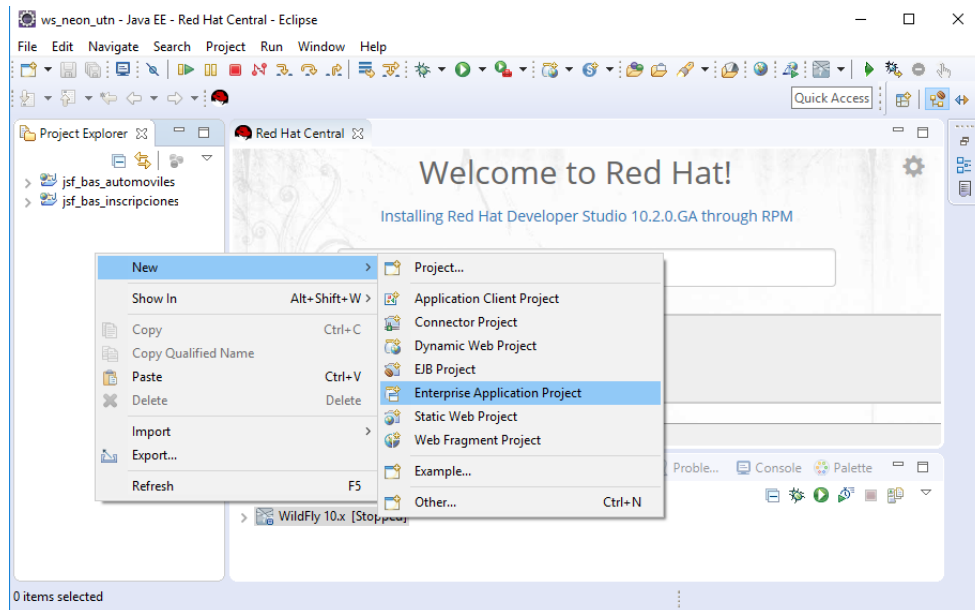 ws_neon_utn - Java EE - Red Hat Central - Eclipse
File Edit Navigate Search Project Run Window Help
Quick Access
Project Explorer
Red Hat Central
jsf_bas_automoviles
jsf_bas_inscripciones
Welcome to Red Hat!
Installing Red Hat Developer Studio 10.2.0.GA through RPM
New
Show In Alt+Shift+W
Copy Ctrl+C
Copy Qualified Name
Paste Ctrl+V
Delete Delete
Import
Export...
Refresh F5
Project...
Application Client Project
Connector Project
Dynamic Web Project
EJB Project
Enterprise Application Project
Static Web Project
Web Fragment Project
Example...
Other... Ctrl+N
Proble... Console Palette
WildFly 10.x [Stopped]
0 items selected